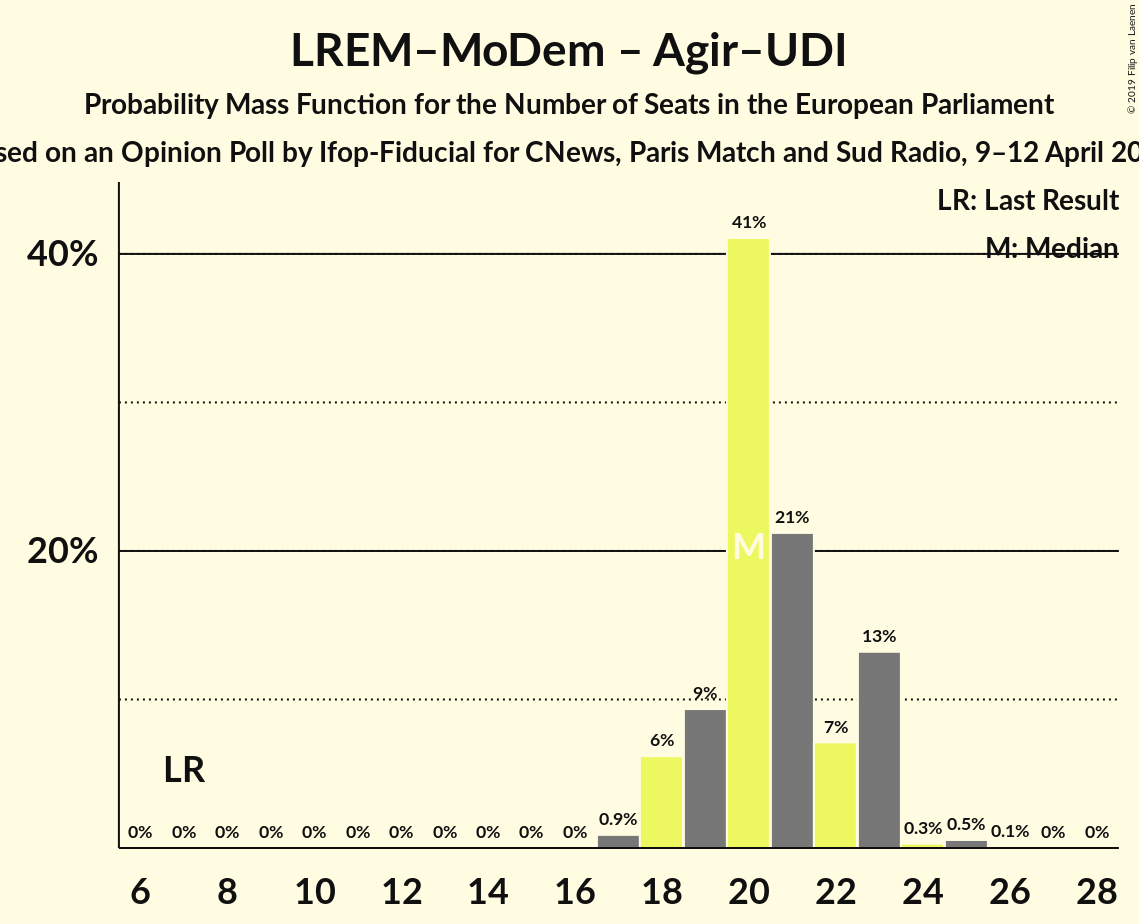 LREM–MoDem – Agir–UDI
Probability Mass Function for the Number of Seats in the European Parliament
on an Opinion Poll by Ifop-Fiducial for CNews, Paris Match and Sud Radio, 9–12 April
© 2019 Filip van Laenen
LR: Last Result
M: Median
40%
20%
41%
M
21%
13%
9%
7%
6%
LR
0% 0% 0% 0% 0% 0% 0% 0% 0% 0% 0% 0.9% 0.3% 0.5% 0.1% 0% 0%
6 8 10 12 14 16 18 20 22 24 26 28